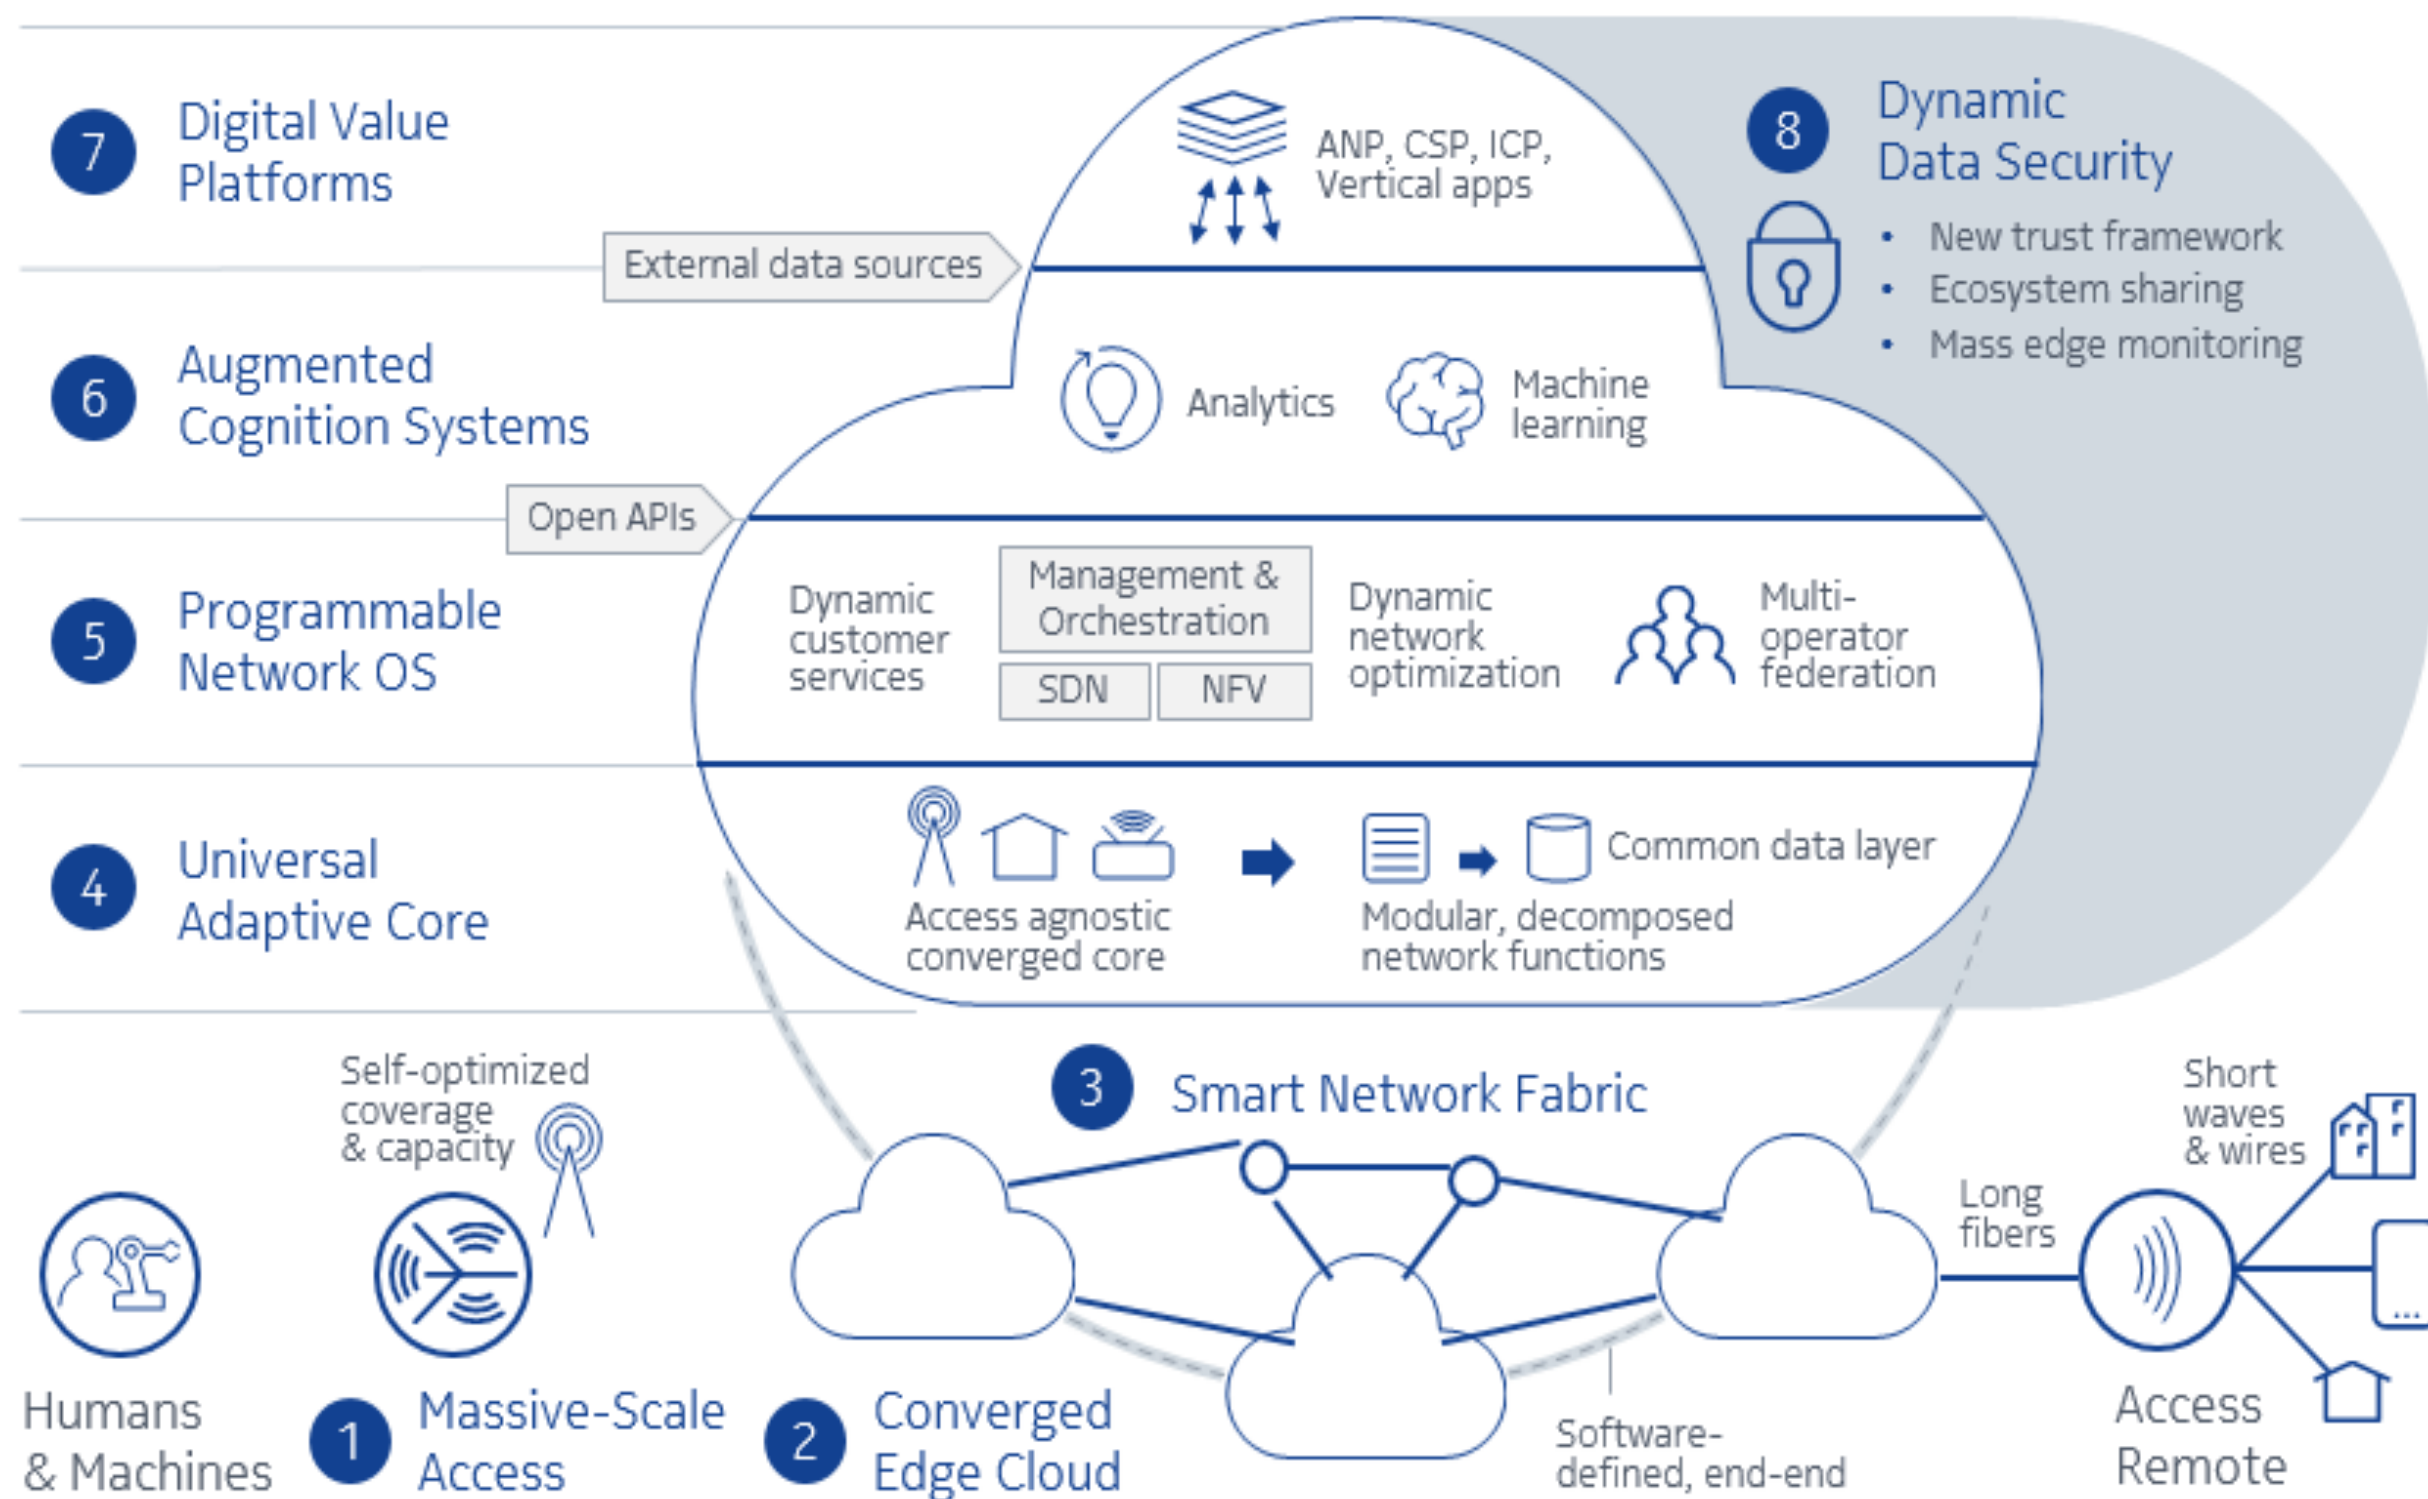 7
Digital Value
Platforms
ANP, CSP, ICP,
Vertical apps
8
Dynamic
Data Security
• New trust framework
• Ecosystem sharing
• Mass edge monitoring
External data sources
6
Augmented
Cognition Systems
Analytics
Machine
learning
Open APIs
5
Programmable
Network OS
Dynamic
customer
services
Management &
Orchestration
SDN
NFV
Dynamic
network
optimization
Multi-
operator
federation
4
Universal
Adaptive Core
Access agnostic
converged core
Common data layer
Modular, decomposed
network functions
Self-optimized
coverage
& capacity
3
Smart Network Fabric
Short
waves
& wires
Long
fibers
Humans
& Machines
1
Massive-Scale
Access
2
Converged
Edge Cloud
Software-
defined, end-end
Access
Remote